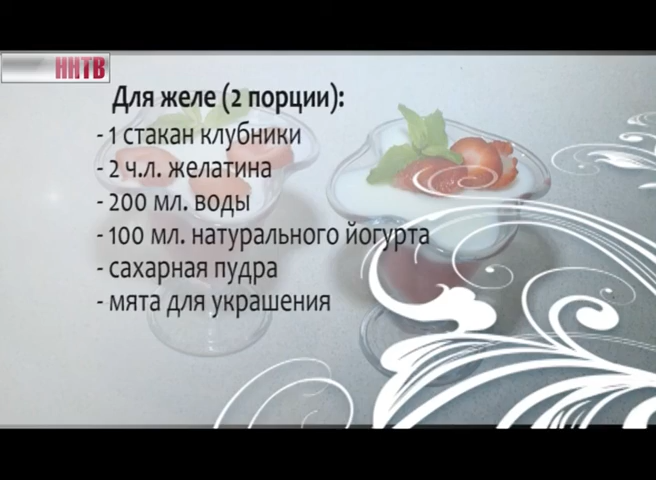 ННТВ
Для желе (2 порции):
- 1 стакан клубники
- 2 ч.л. желатина
- 200 мл. воды
- 100 мл. натурального йогурта
- сахарная пудра
- мята для украшения